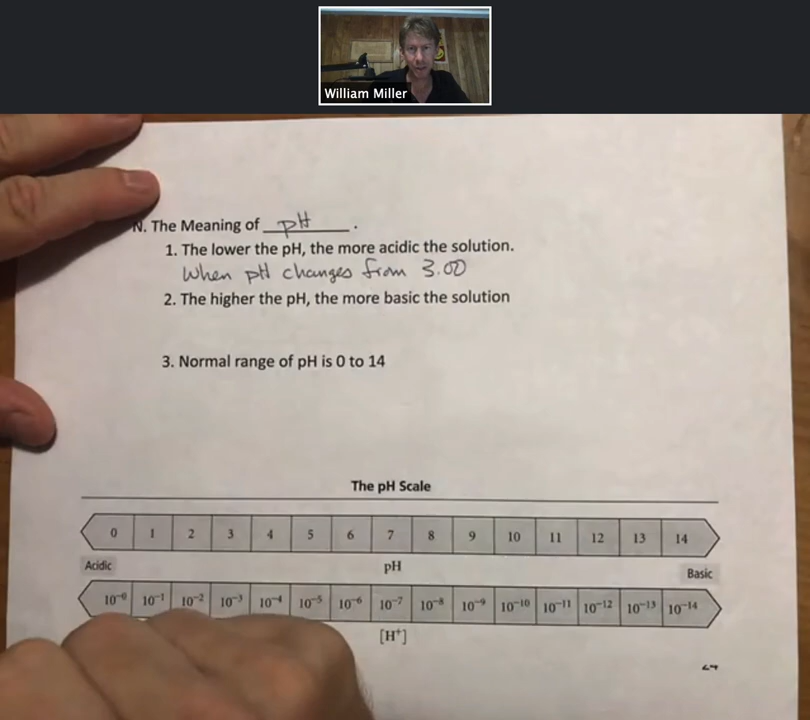 William Miller
N. The Meaning of pH.
1. The lower the pH, the more acidic the solution.
When pH changes from 3.00
2. The higher the pH, the more basic the solution
3. Normal range of pH is 0 to 14
The pH Scale
0 1 2 3 4 5 6 7 8 9 10 11 12 13 14
Acidic pH Basic
10⁻⁰ 10⁻¹ 10⁻² 10⁻³ 10⁻⁴ 10⁻⁵ 10⁻⁶ 10⁻⁷ 10⁻⁸ 10⁻⁹ 10⁻¹⁰ 10⁻¹¹ 10⁻¹² 10⁻¹³ 10⁻¹⁴
[H⁺]